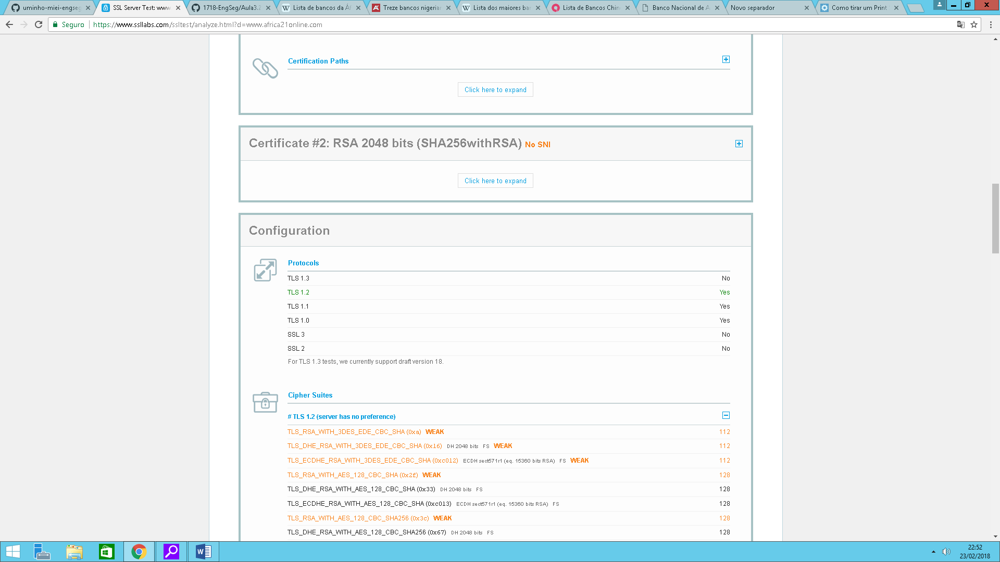 uminho-miei-engseg
SSL Server Test: www
1718-EngSeg/Aula3.2
Lista de bancos da Áf
Treze bancos nigerian
Lista dos maiores ban
Lista de Bancos Chin
Banco Nacional de A
Novo separador
Como tirar um Print
Seguro
https://www.ssllabs.com/ssltest/analyze.html?d=www.africa21online.com
Certification Paths
Click here to expand
Certificate #2: RSA 2048 bits (SHA256withRSA) No SNI
Click here to expand
Configuration
Protocols
TLS 1.3 No
TLS 1.2 Yes
TLS 1.1 Yes
TLS 1.0 Yes
SSL 3 No
SSL 2 No
For TLS 1.3 tests, we currently support draft version 18.
Cipher Suites
# TLS 1.2 (server has no preference)
TLS_RSA_WITH_3DES_EDE_CBC_SHA (0xa) WEAK 112
TLS_DHE_RSA_WITH_3DES_EDE_CBC_SHA (0x16) DH 2048 bits FS WEAK 112
TLS_ECDHE_RSA_WITH_3DES_EDE_CBC_SHA (0xc012) ECDH sect571r1 (eq. 15360 bits RSA) FS WEAK 112
TLS_RSA_WITH_AES_128_CBC_SHA (0x2f) WEAK 128
TLS_DHE_RSA_WITH_AES_128_CBC_SHA (0x33) DH 2048 bits FS 128
TLS_ECDHE_RSA_WITH_AES_128_CBC_SHA (0xc013) ECDH sect571r1 (eq. 15360 bits RSA) FS 128
TLS_RSA_WITH_AES_128_CBC_SHA256 (0x3c) WEAK 128
TLS_DHE_RSA_WITH_AES_128_CBC_SHA256 (0x67) DH 2048 bits FS 128
22:52
23/02/2018